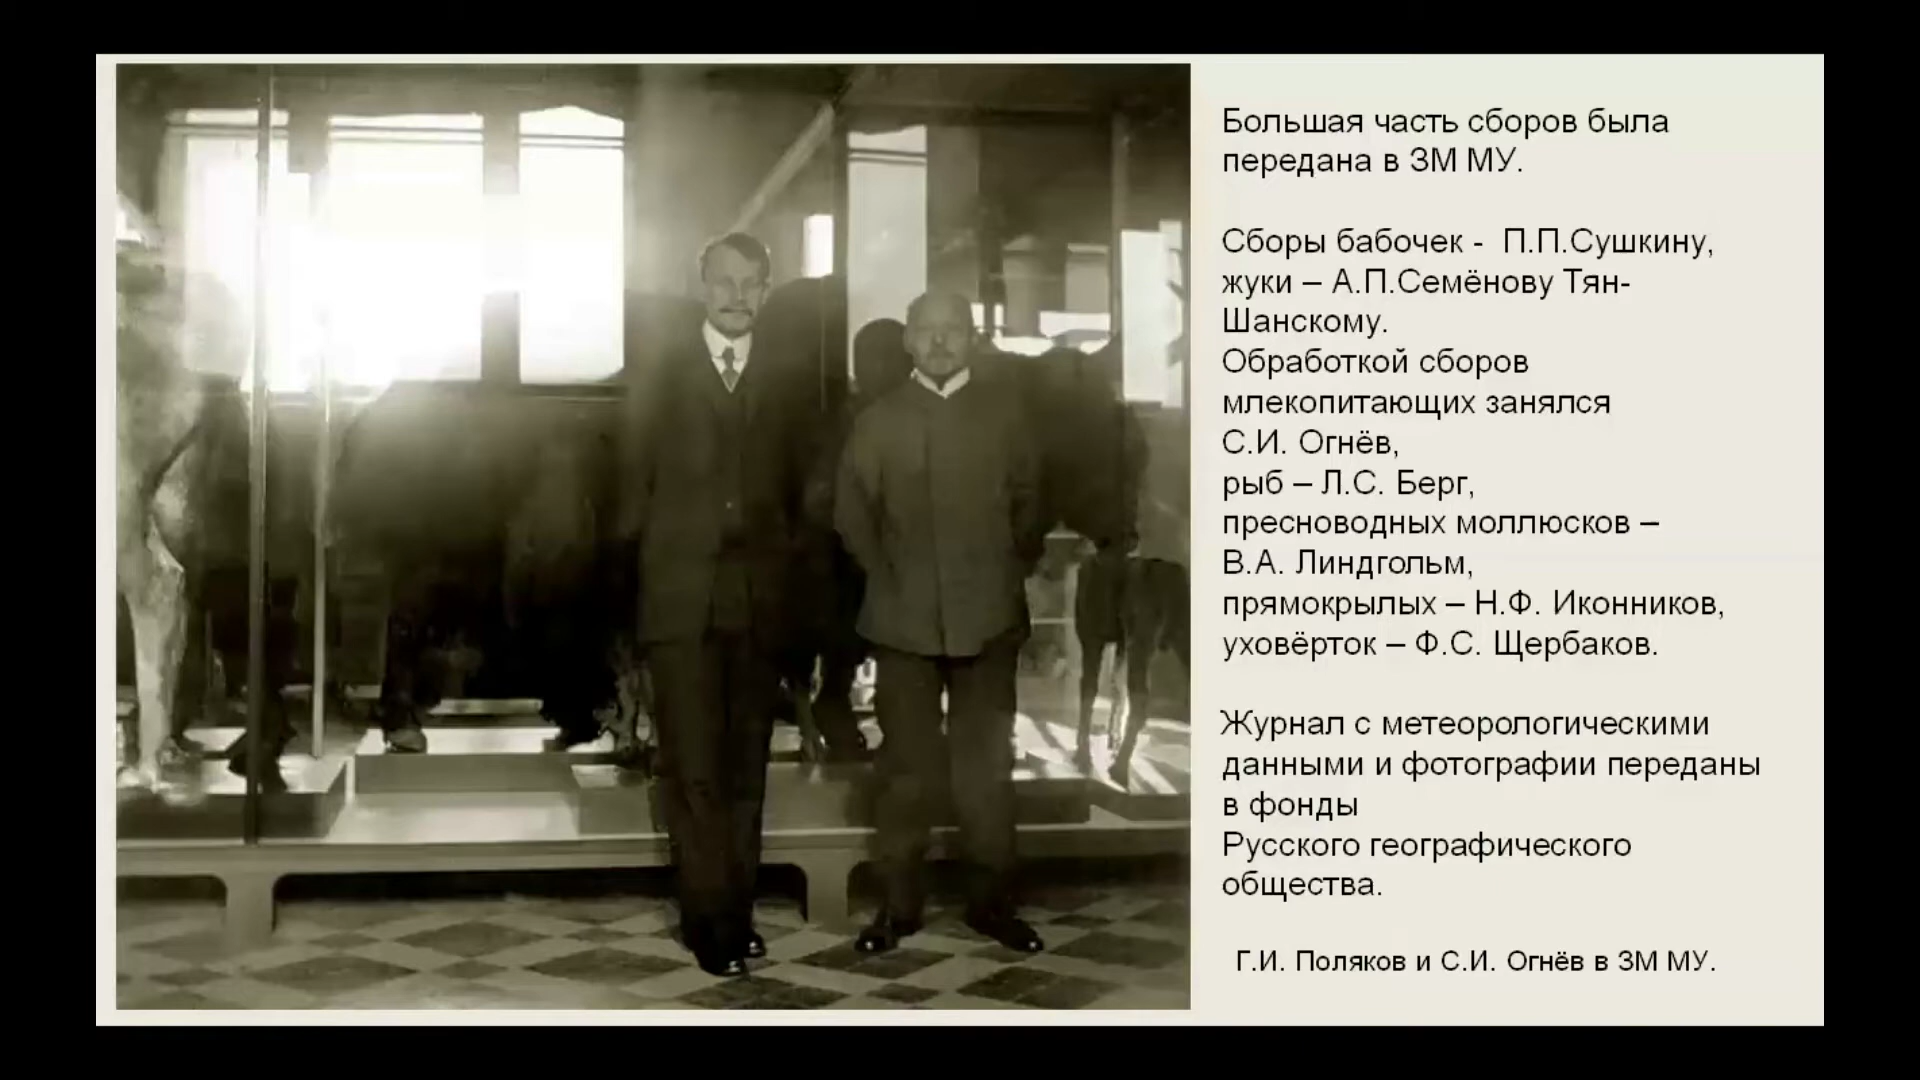 Большая часть сборов была
передана в ЗМ МУ.
Сборы бабочек - П.П.Сушкину,
жуки – А.П.Семёнову Тян-
Шанскому.
Обработкой сборов
млекопитающих занялся
С.И. Огнёв,
рыб – Л.С. Берг,
пресноводных моллюсков –
В.А. Линдгольм,
прямокрылых – Н.Ф. Иконников,
уховёрток – Ф.С. Щербаков.
Журнал с метеорологическими
данными и фотографии переданы
в фонды
Русского географического
общества.
Г.И. Поляков и С.И. Огнёв в ЗМ МУ.